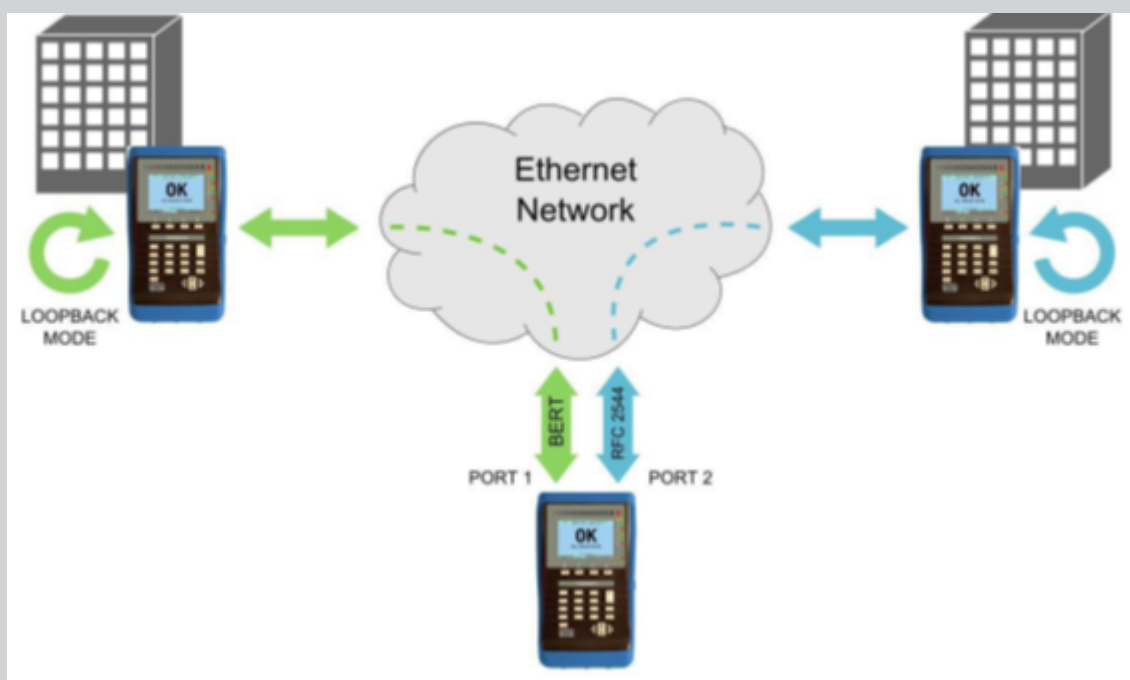 Ethernet
Network
OK
OK
LOOPBACK
MODE
LOOPBACK
MODE
BERT
RFC 2544
PORT 1
PORT 2
OK